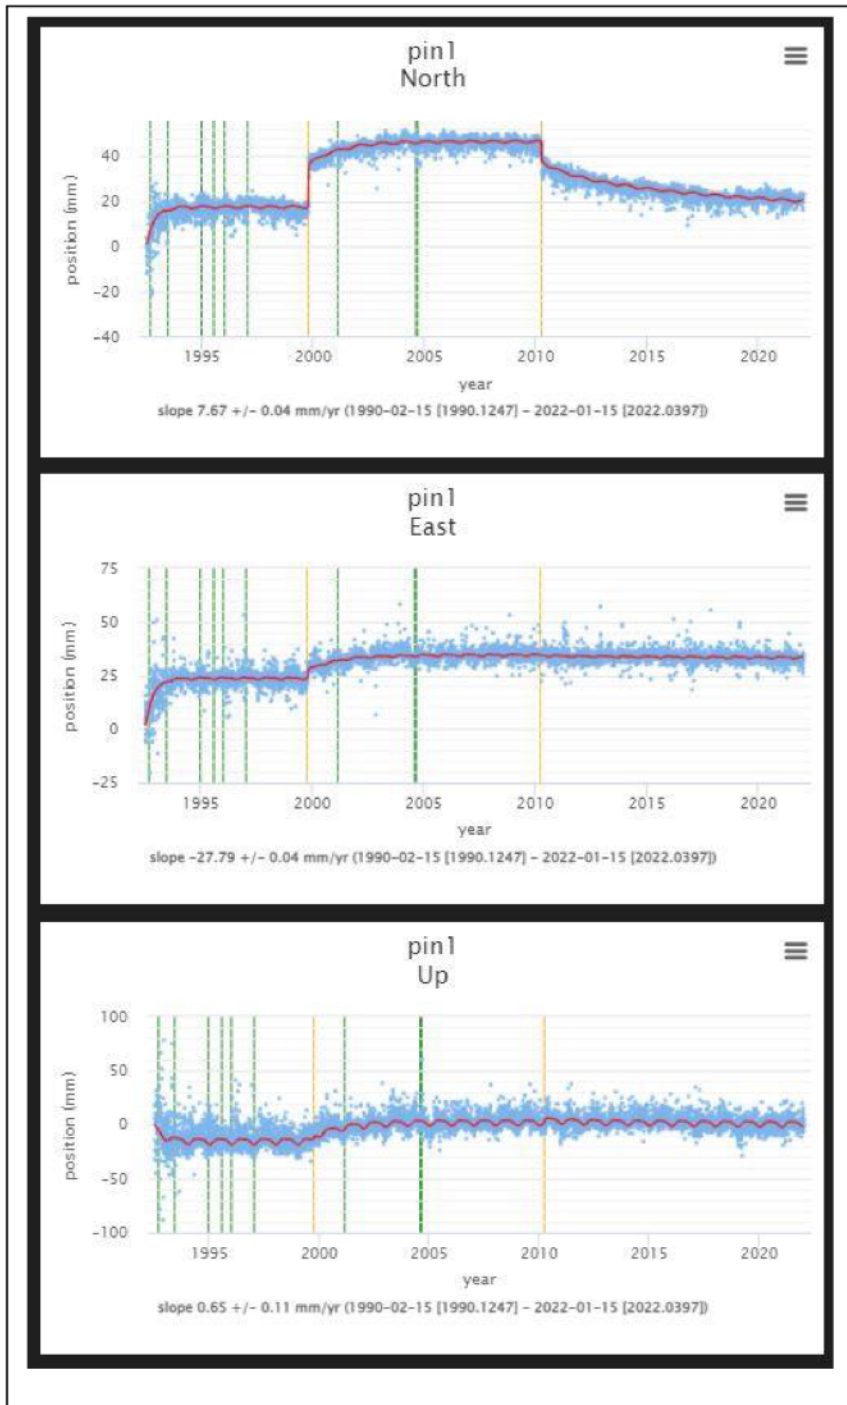 pin1
North
position (mm)
40
20
0
−20
−40
1995 2000 2005 2010 2015 2020
year
slope 7.67 +/- 0.04 mm/yr (1990-02-15 [1990.1247] - 2022-01-15 [2022.0397])
pin1
East
position (mm)
75
50
25
0
−25
1995 2000 2005 2010 2015 2020
year
slope -27.79 +/- 0.04 mm/yr (1990-02-15 [1990.1247] - 2022-01-15 [2022.0397])
pin1
Up
position (mm)
100
50
0
−50
−100
1995 2000 2005 2010 2015 2020
year
slope 0.65 +/- 0.11 mm/yr (1990-02-15 [1990.1247] - 2022-01-15 [2022.0397])